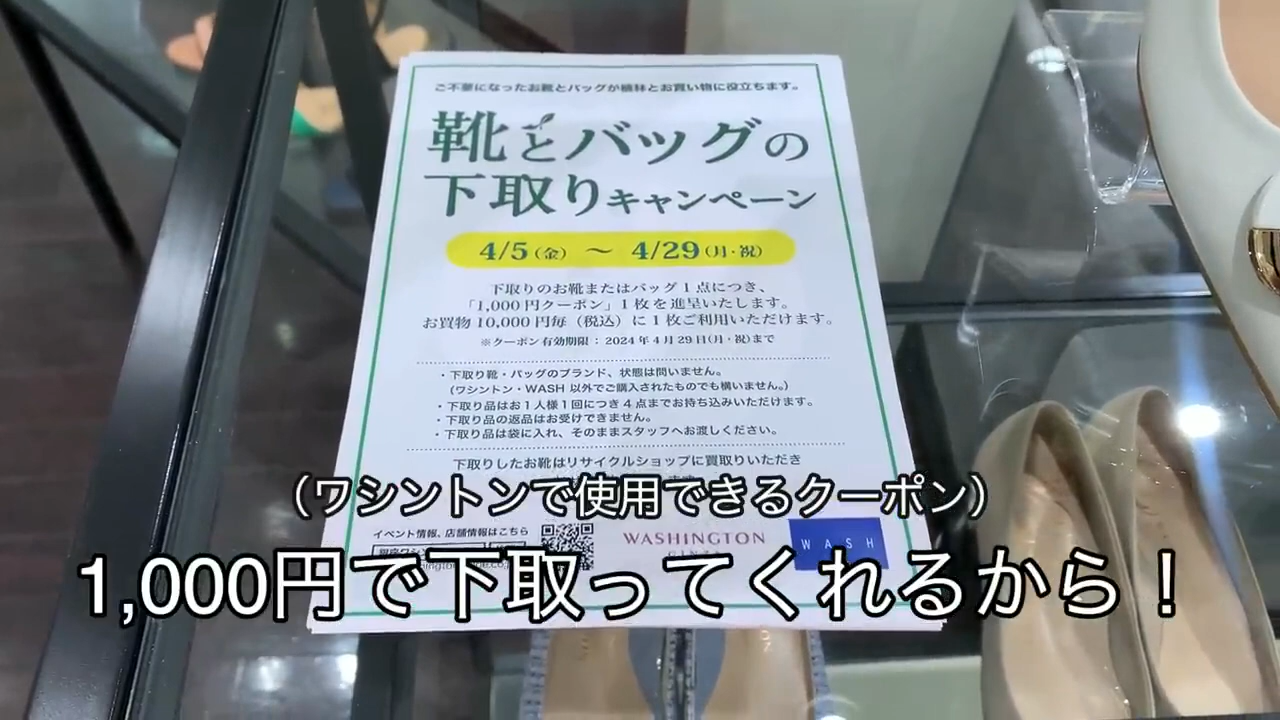 ご不要になったお靴とバッグが植林とお買い物に役立ちます。
靴とバッグの
下取りキャンペーン
4/5(金) ～ 4/29(月・祝)
下取りのお靴またはバッグ1点につき、
「1,000円クーポン」1枚を進呈いたします。
お買物10,000円毎（税込）に1枚ご利用いただけます。
※クーポン有効期限：2024年4月29日(月・祝)まで
・下取り靴・バッグのブランド、状態は問いません。
(ワシントン・WASH 以外でご購入されたものでも構いません。)
・下取り品はお1人様1回につき4点までお持ち込みいただけます。
・下取り品の返品はお受けできません。
・下取り品は袋に入れ、そのままスタッフへお渡しください。
下取りしたお靴はリサイクルショップに買取りいただき
（ワシントンで使用できるクーポン）
イベント情報、店舗情報はこちら
WASHINGTON
WASH
1,000円で下取ってくれるから！